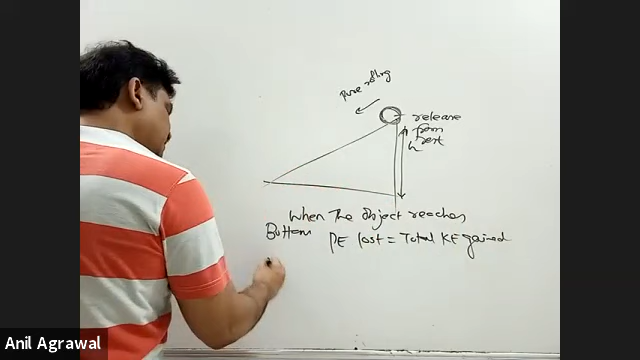 Pure rolling
release
from
rest
h
When The object reaches
Bottom PE lost = Total KE gained
Anil Agrawal